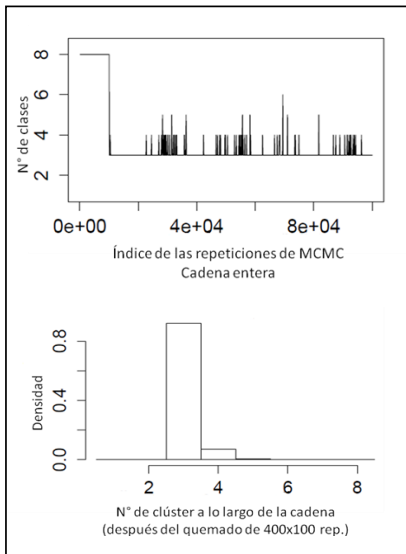 8
6
4
2
N° de clases
0e+00 4e+04 8e+04
Índice de las repeticiones de MCMC
Cadena entera
0.8
0.4
0.0
Densidad
2 4 6 8
N° de clúster a lo largo de la cadena
(después del quemado de 400x100 rep.)